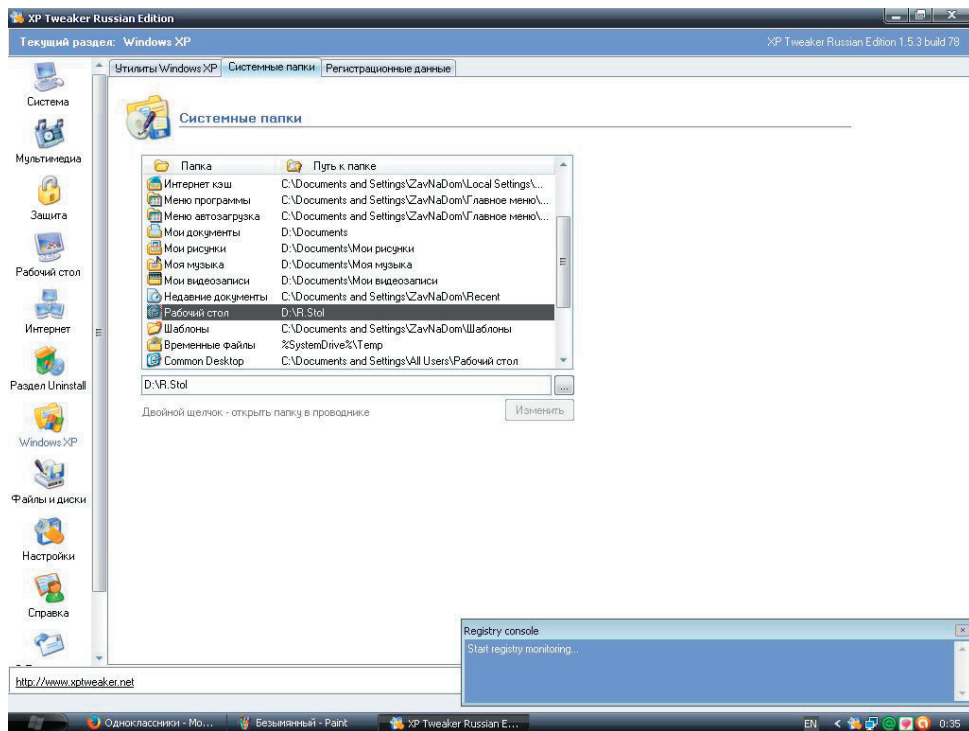 XP Tweaker Russian Edition
Текущий раздел: Windows XP
XP Tweaker Russian Edition 1.5.3 build 78
Система
Мультимедиа
Защита
Рабочий стол
Интернет
Раздел Uninstall
Windows XP
Файлы и диски
Настройки
Справка
Утилиты Windows XP
Системные папки
Регистрационные данные
Системные папки
Папка Путь к папке
Интернет кэш C:\Documents and Settings\ZavNaDom\Local Settings\...
Меню программы C:\Documents and Settings\ZavNaDom\Главное меню\...
Меню автозагрузка C:\Documents and Settings\ZavNaDom\Главное меню\...
Мои документы D:\Documents
Мои рисунки D:\Documents\Мои рисунки
Моя музыка D:\Documents\Моя музыка
Мои видеозаписи D:\Documents\Мои видеозаписи
Недавние документы C:\Documents and Settings\ZavNaDom\Recent
Рабочий стол D:\R.Stol
Шаблоны C:\Documents and Settings\ZavNaDom\Шаблоны
Временные файлы %SystemDrive%\Temp
Common Desktop C:\Documents and Settings\All Users\Рабочий стол
D:\R.Stol
...
Двойной щелчок - открыть папку в проводнике
Изменить
Registry console
Start registry monitoring...
http://www.xptweaker.net
Одноклассники - Mo...
Безымянный - Paint
XP Tweaker Russian E...
EN
0:35